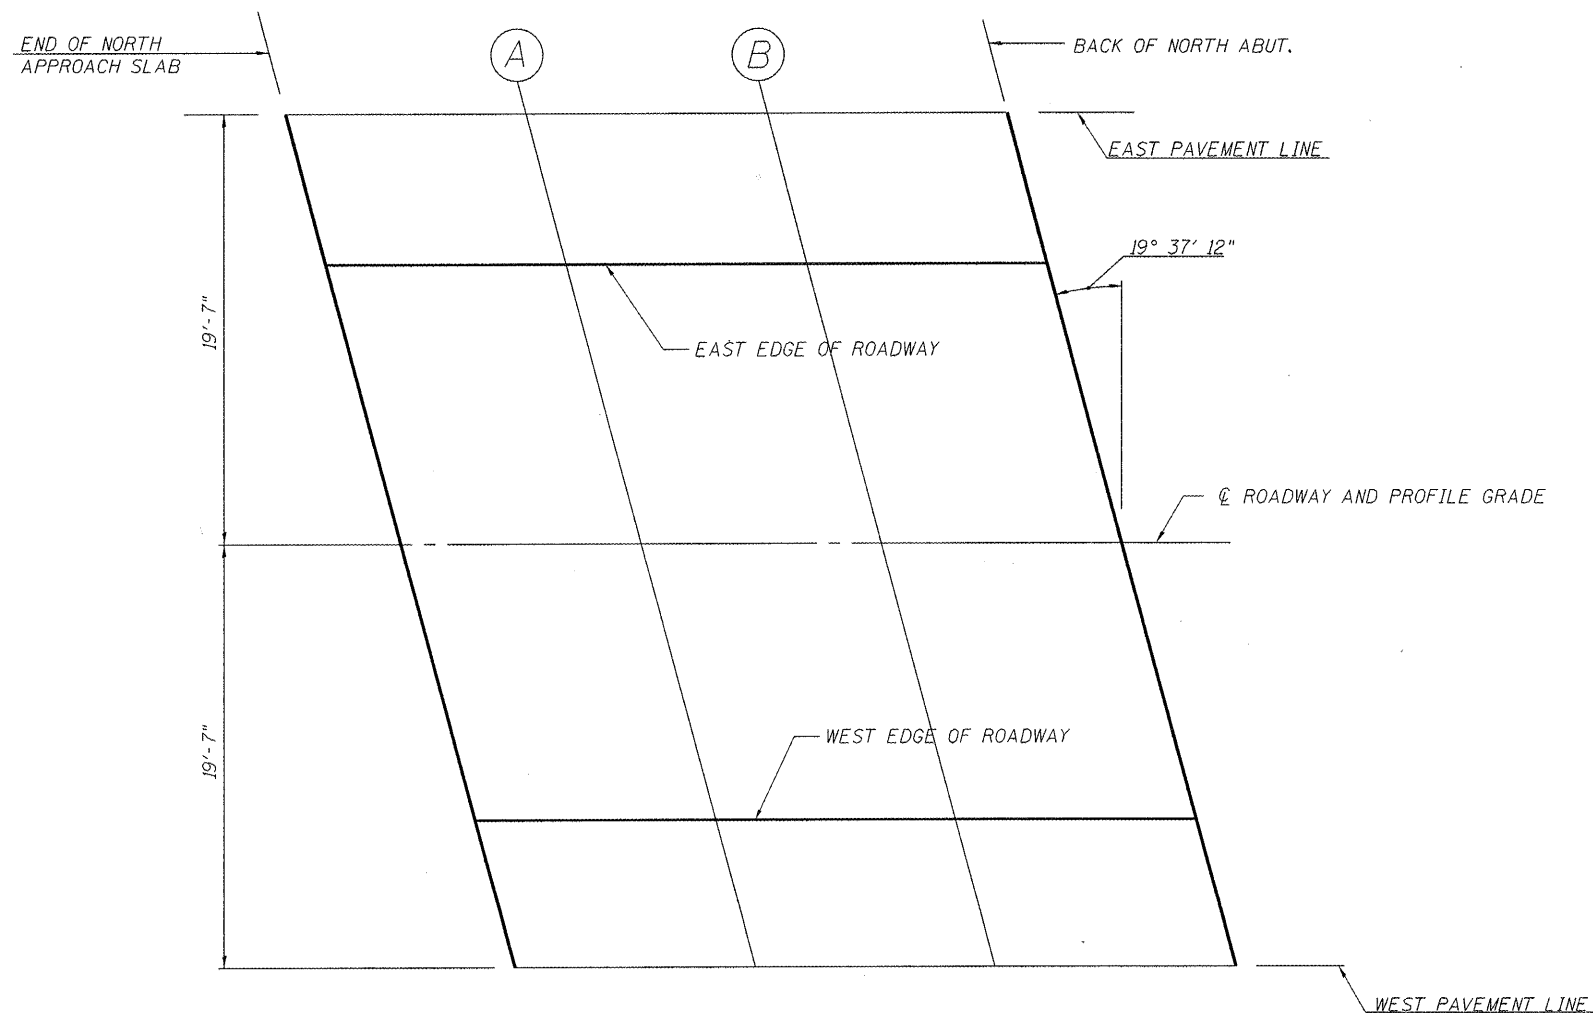 END OF NORTH
APPROACH SLAB
A
B
BACK OF NORTH ABUT.
EAST PAVEMENT LINE
19° 37' 12"
19'-7"
EAST EDGE OF ROADWAY
℄ ROADWAY AND PROFILE GRADE
19'-7"
WEST EDGE OF ROADWAY
WEST PAVEMENT LINE